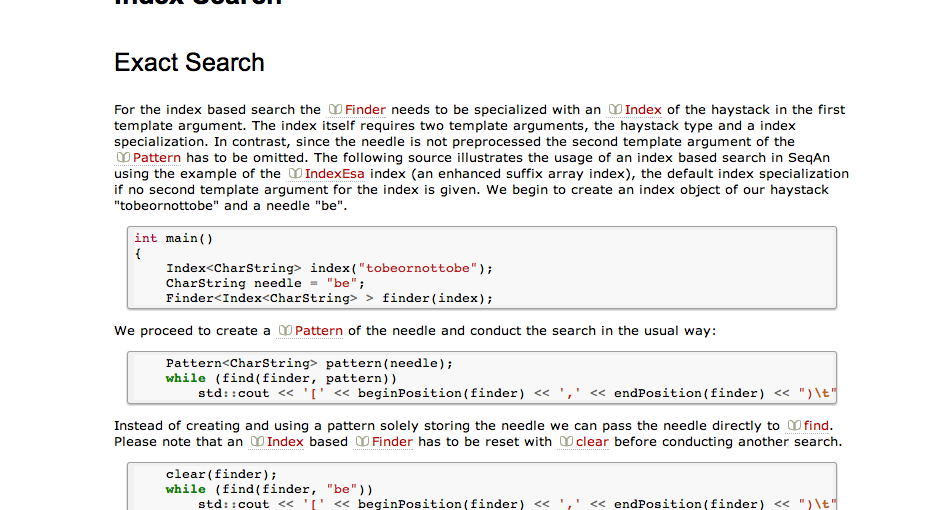 Index Search
Exact Search
For the index based search the Finder needs to be specialized with an Index of the haystack in the first
template argument. The index itself requires two template arguments, the haystack type and a index
specialization. In contrast, since the needle is not preprocessed the second template argument of the
Pattern has to be omitted. The following source illustrates the usage of an index based search in SeqAn
using the example of the IndexEsa index (an enhanced suffix array index), the default index specialization
if no second template argument for the index is given. We begin to create an index object of our haystack
"tobeornottobe" and a needle "be".
int main()
{
    Index<CharString> index("tobeornottobe");
    CharString needle = "be";
    Finder<Index<CharString> > finder(index);
We proceed to create a Pattern of the needle and conduct the search in the usual way:
    Pattern<CharString> pattern(needle);
    while (find(finder, pattern))
        std::cout << '[' << beginPosition(finder) << ',' << endPosition(finder) << ")\t"
Instead of creating and using a pattern solely storing the needle we can pass the needle directly to find.
Please note that an Index based Finder has to be reset with clear before conducting another search.
    clear(finder);
    while (find(finder, "be"))
        std::cout << '[' << beginPosition(finder) << ',' << endPosition(finder) << ")\t"